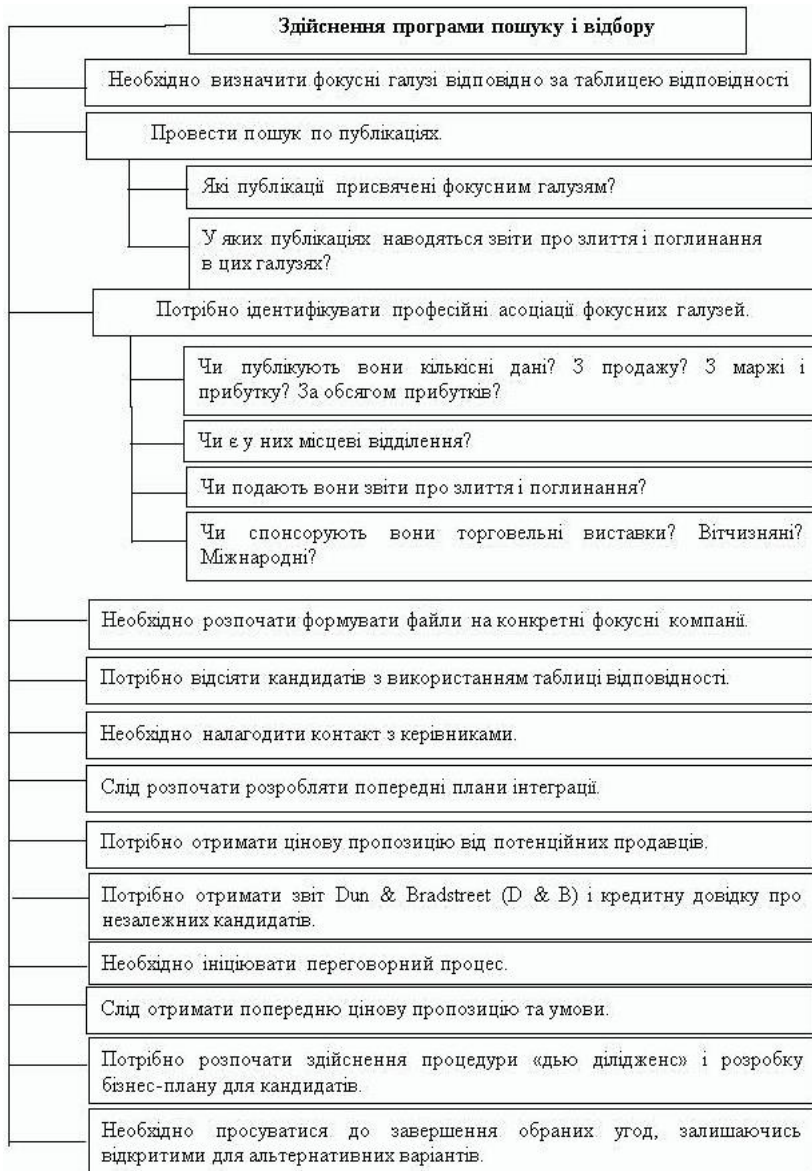 Здійснення програми пошуку і відбору
Необхідно визначити фокусні галузі відповідно за таблицею відповідності
Провести пошук по публікаціях.
Які публікації присвячені фокусним галузям?
У яких публікаціях наводяться звіти про злиття і поглинання
в цих галузях?
Потрібно ідентифікувати професійні асоціації фокусних галузей.
Чи публікують вони кількісні дані? З продажу? З маржі і
прибутку? За обсягом прибутків?
Чи є у них місцеві відділення?
Чи подають вони звіти про злиття і поглинання?
Чи спонсорують вони торговельні виставки? Вітчизняні?
Міжнародні?
Необхідно розпочати формувати файли на конкретні фокусні компанії.
Потрібно відсіяти кандидатів з використанням таблиці відповідності.
Необхідно налагодити контакт з керівниками.
Слід розпочати розробляти попередні плани інтеграції.
Потрібно отримати цінову пропозицію від потенційних продавців.
Потрібно отримати звіт Dun & Bradstreet (D & B) і кредитну довідку про
незалежних кандидатів.
Необхідно ініціювати переговорний процес.
Слід отримати попередню цінову пропозицію та умови.
Потрібно розпочати здійснення процедури «дью ділідженс» і розробку
бізнес-плану для кандидатів.
Необхідно просуватися до завершення обраних угод, залишаючись
відкритими для альтернативних варіантів.